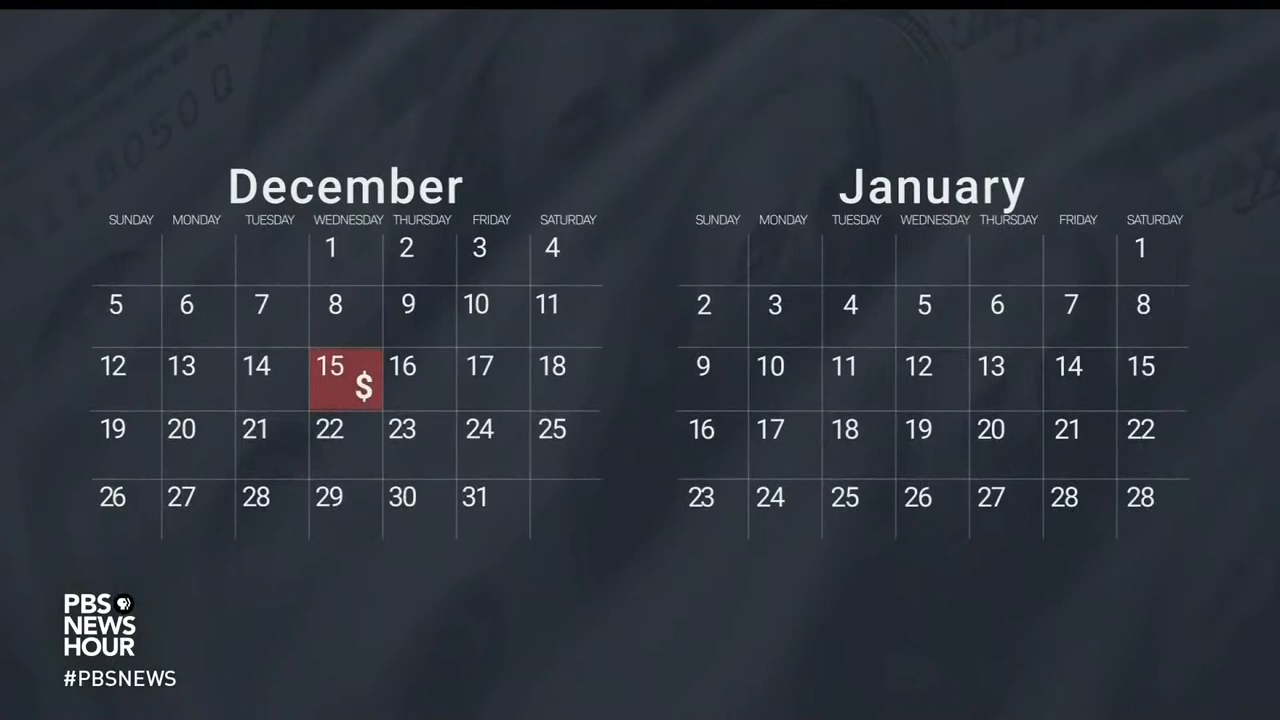 1180500 Q
December
SUNDAY MONDAY TUESDAY WEDNESDAY THURSDAY FRIDAY SATURDAY
1 2 3 4
5 6 7 8 9 10 11
12 13 14 15 $ 16 17 18
19 20 21 22 23 24 25
26 27 28 29 30 31
January
SUNDAY MONDAY TUESDAY WEDNESDAY THURSDAY FRIDAY SATURDAY
1
2 3 4 5 6 7 8
9 10 11 12 13 14 15
16 17 18 19 20 21 22
23 24 25 26 27 28 28
PBS
NEWS
HOUR
#PBSNEWS